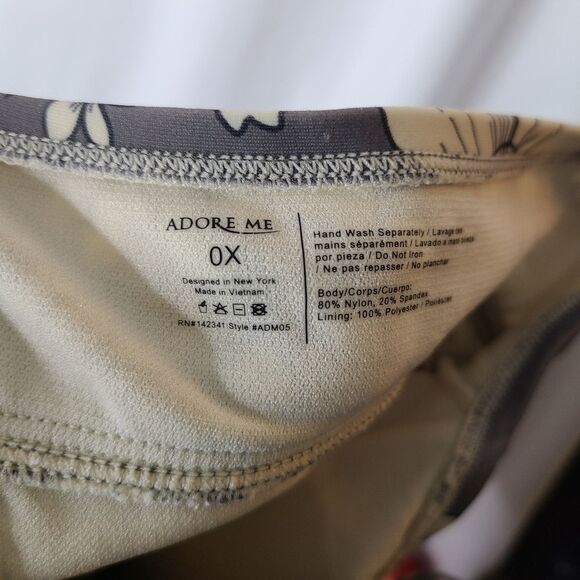 ADORE ME
0X
Designed in New York
Made in Vietnam
RN#142341 Style #ADM05
Hand Wash Separately / Lavage des
mains séparément / Lavado a mano
por pieza / Do Not Iron
/ Ne pas repasser / No planchar
Body/Corps/Cuerpo:
80% Nylon, 20% Spandex
Lining: 100% Polyester / Poliéster